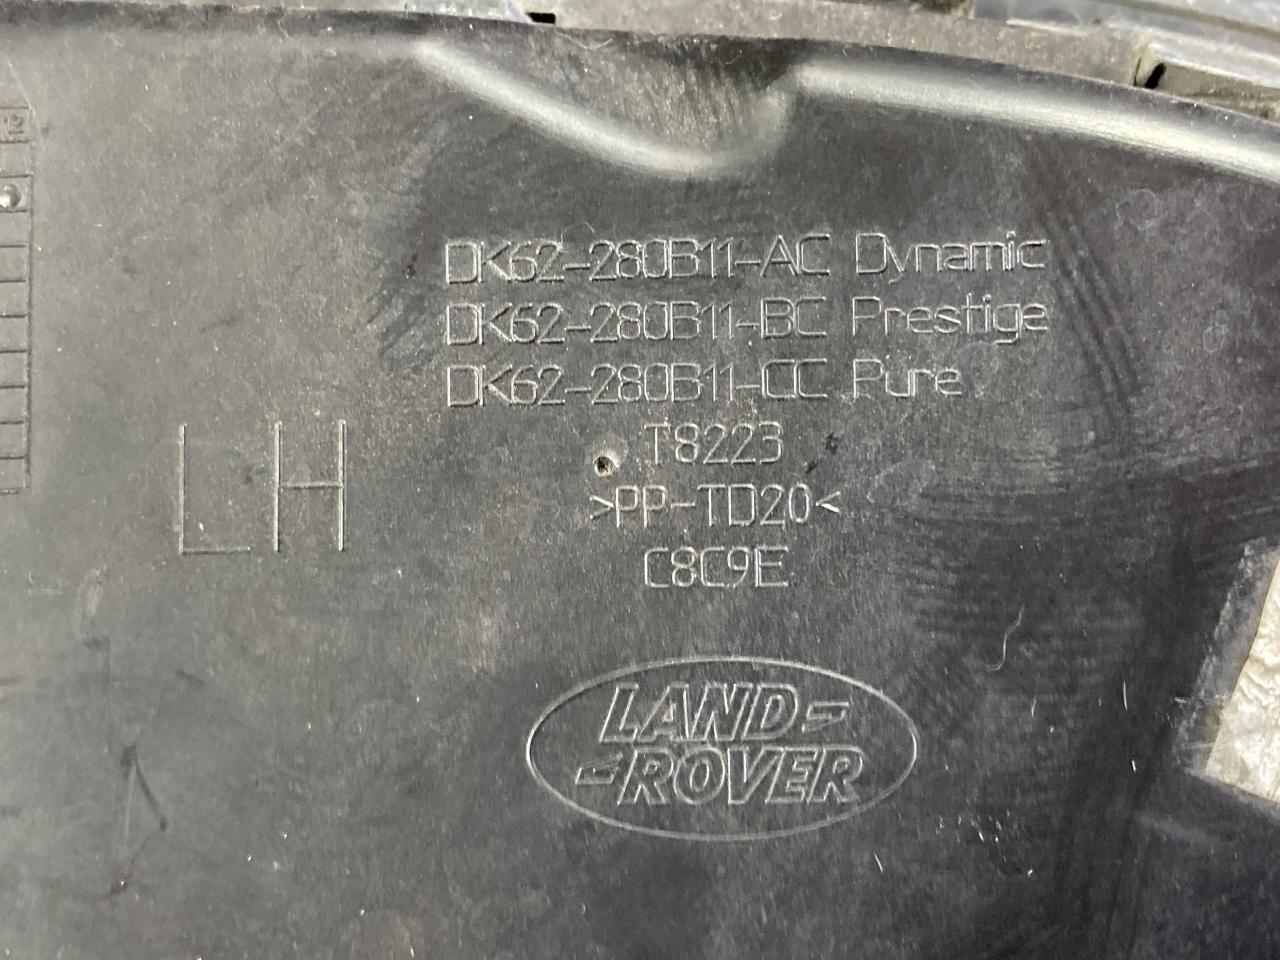 DK62-280B11-AC Dynamic
DK62-280B11-BC Prestige
DK62-280B11-CC Pure
LH
T8223
>PP-TD20<
C8C9E
LAND
ROVER